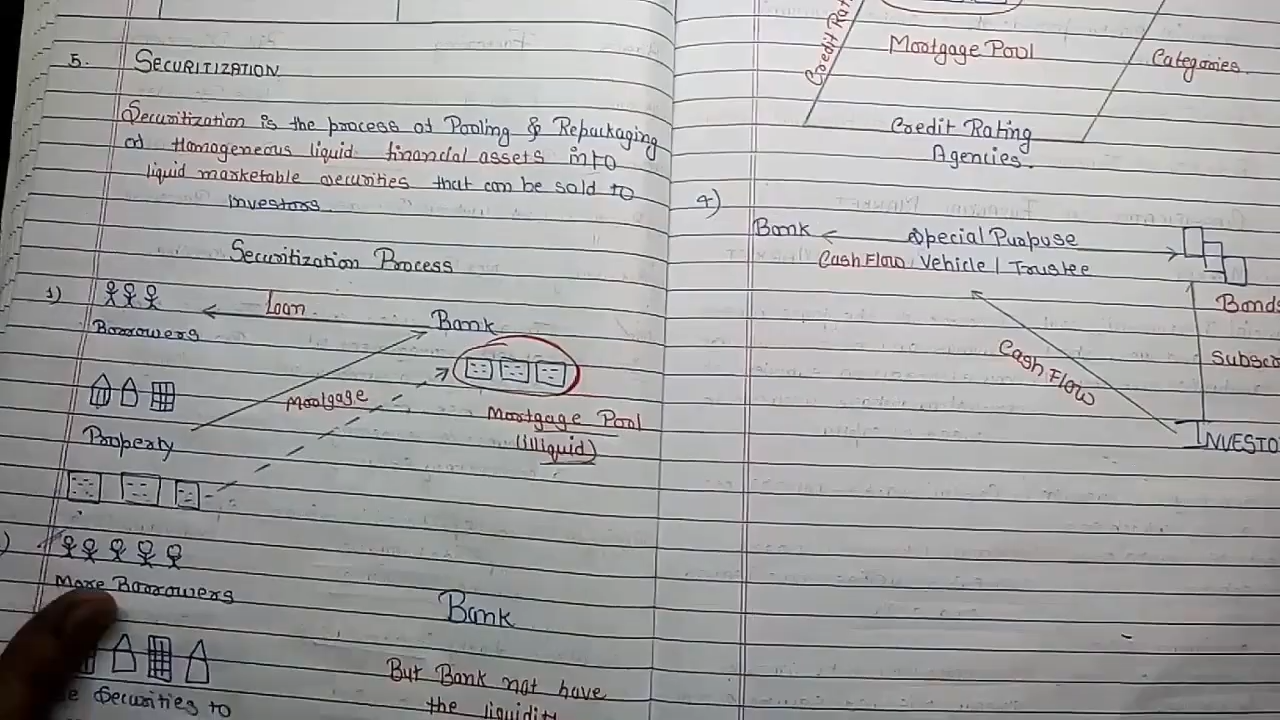 5. SECURITIZATION
Securitization is the process of Pooling & Repackaging
of Homageneous liquid financial assets into
liquid marketable securities that can be sold to
investors
Securitization Process
1)
Loan
Bank
Borrowers
Mortgage
Mortgage Pool
(illiquid)
Property
More Borrowers
Bank
But Bank not have
the liquidity
Securities to
Mortgage Pool
Categories.
Credit Rating
Agencies.
4)
Bank Special Purpuse
Cash Flow Vehicle / Trustee
Bonds
Cash Flow